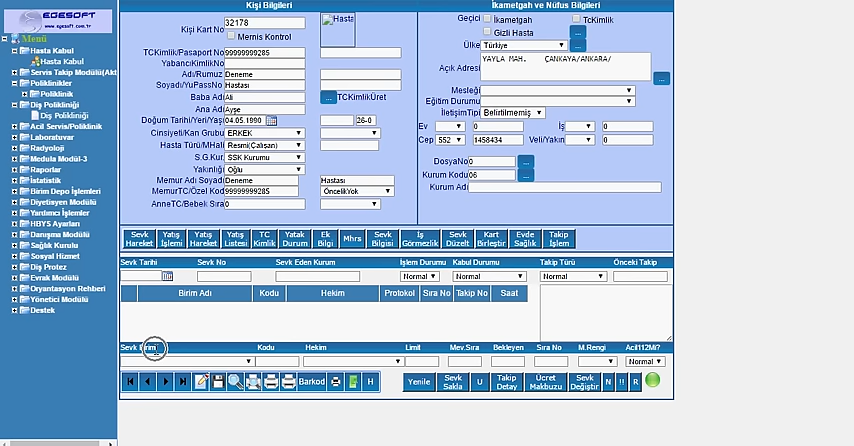 EGESOFT
www.egesoft.com.tr
Menü
Hasta Kabul
Hasta Kabul
Servis Takip Modülü(Akt
Poliklinikler
Poliklinik
Diş Polikliniği
Diş Polikliniği
Acil Servis/Poliklinik
Laboratuvar
Radyoloji
Medula Modül-3
Raporlar
İstatistik
Birim Depo İşlemleri
Diyetisyen Modülü
Yardımcı İşlemler
HBYS Ayarları
Danışma Modülü
Sağlık Kurulu
Sosyal Hizmet
Diş Protez
Evrak Modülü
Oryantasyon Rehberi
Yönetici Modülü
Destek
Kişi Bilgileri
Kişi Kart No 32178
Mernis Kontrol
Hasta
TCKimlik/Pasaport No 99999999285
YabancıKimlikNo
Adı/Rumuz Deneme
Soyadı/YuPassNo Hastası
Baba Adı Ali ... TCKimlikÜret
Ana Adı Ayşe
Doğum Tarihi/Yeri/Yaşı 04.05.1990 26-0
Cinsiyeti/Kan Grubu ERKEK
Hasta Türü/MHali Resmi(Çalışan)
S.G.Kur. SSK Kurumu
Yakınlığı Oğlu
Memur Adı Soyadı Deneme Hastası
MemurTC/Özel Kod 99999999285 ÖncelikYok
AnneTC/Bebek Sıra 0
İkametgah ve Nüfus Bilgileri
Geçici İkametgah TcKimlik
Gizli Hasta ...
Ülke Türkiye ...
Açık Adresi YAYLA MAH. ÇANKAYA/ANKARA/
...
Mesleği
Eğitim Durumu
İletişimTipi Belirtilmemiş
Ev 0 İş 0
Cep 552 1458434 Veli/Yakın 0
DosyaNo 0 ...
Kurum Kodu 06 ...
Kurum Adı
Sevk Hareket Yatış İşlemi Yatış Hareket Yatış Listesi TC Kimlik Yatak Durum Ek Bilgi Mhrs Sevk Bilgisi İş Görmezlik Sevk Düzelt Kart Birleştir Evde Sağlık Takip İşlem
Sevk Tarihi Sevk No Sevk Eden Kurum İşlem Durumu Kabul Durumu Takip Türü Önceki Takip
Normal Normal Normal
Birim Adı Kodu Hekim Protokol Sıra No Takip No Saat
Sevk Birim Kodu Hekim Limit Mev.Sıra Bekleyen Sıra No M.Rengi Acil112Mi?
Normal
Barkod H Yenile Sevk Sakla U Takip Detay Ücret Makbuzu Sevk Değiştir N !! R